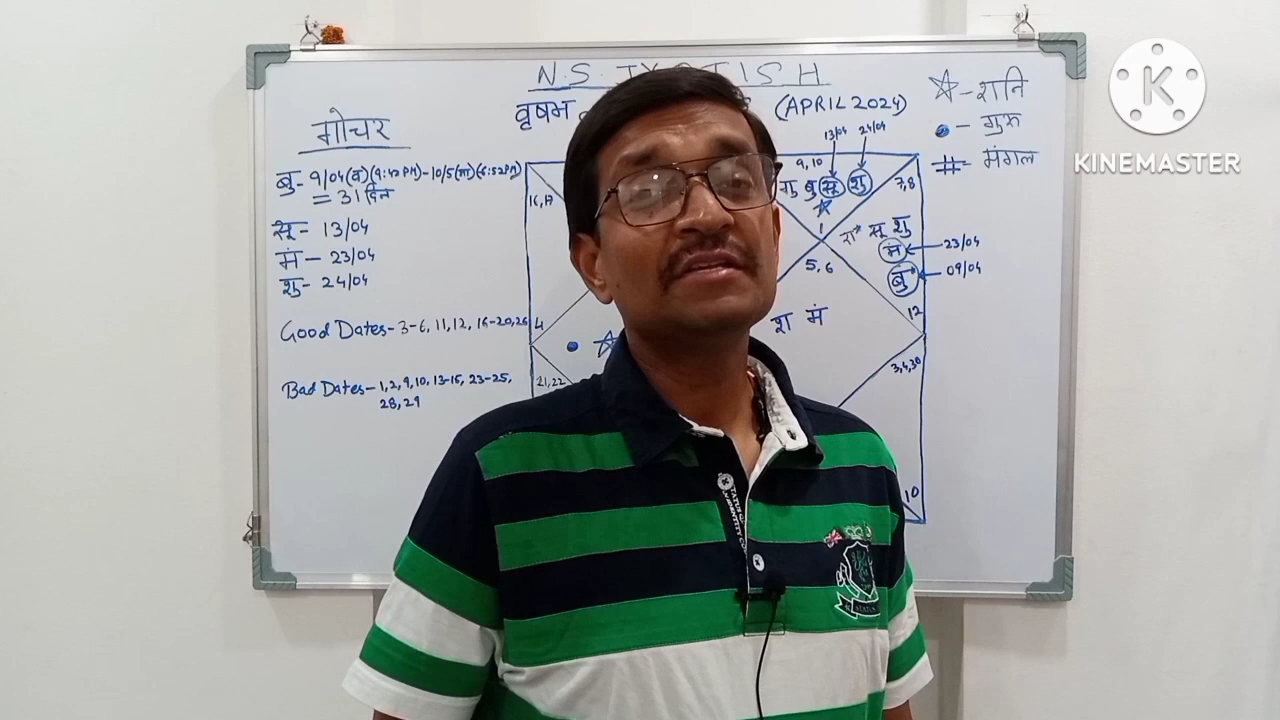 N.S. JYOTISH
वृषभ
(APRIL 2024)
☆ - शनि
● - गुरु
# - मंगल
KINEMASTER
गोचर
बु - 9/04 (व) (9:42 PM) - 10/5 (मा) (6:52 PM)
= 31 दिन
सू - 13/04
मं - 23/04
शु - 24/04
Good Dates - 3-6, 11, 12, 16-20, 26
Bad Dates - 1, 2, 9, 10, 13-15, 23-25,
28, 29
13/04 24/04
9, 10
गु बु सू शु
7, 8
16, 17
1
रा सू शु
मं 23/04
बु 09/04
5, 6
12
4
श मं
3, 4, 30
21, 22
10